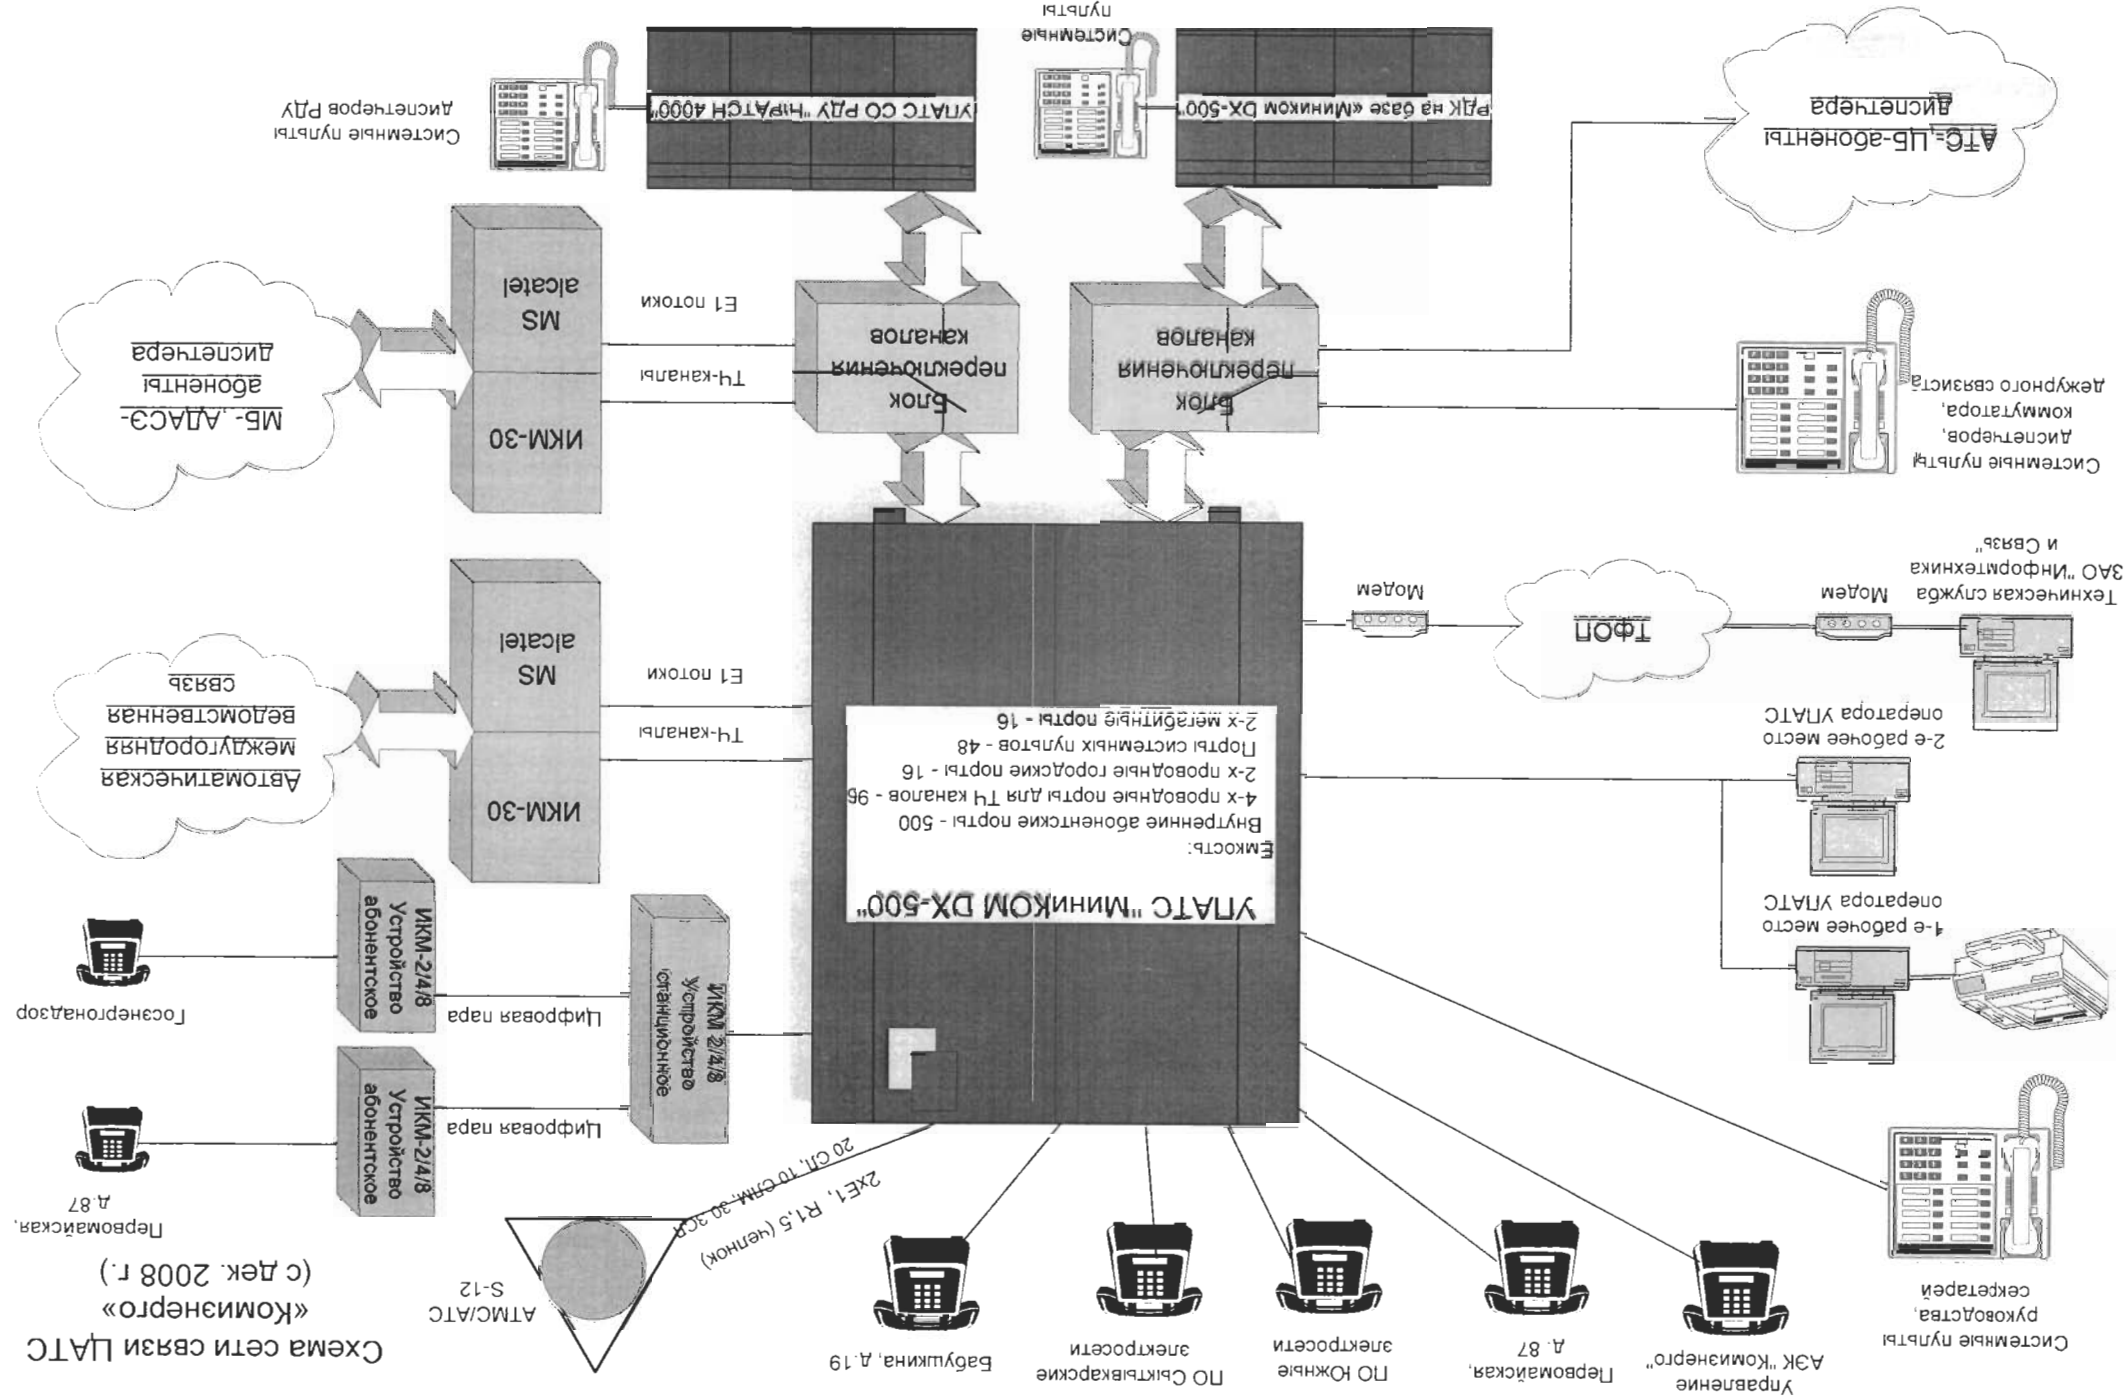 Схема сети связи ЦАТС
«Комиэнерго»
(с дек. 2008 г.)
Системные пульты
руководства,
секретарей
Управление
АЭК "Комиэнерго"
Первомайская,
д. 87
ПО Южные
электросети
ПО Сыктывкарские
электросети
Бабушкина, д.19
АТМС/АТС
S-12
2xE1, R1,5 (челнок)
20 СЛ, 10 СЛМ, 30 ЗСЛ
Первомайская,
д.87
ИКМ-2/4/8
Устройство
абонентское
Цифровая пара
ИКМ 2/4/8
Устройство
станционное
Госэнергонадзор
ИКМ-2/4/8
Устройство
абонентское
Цифровая пара
1-е рабочее место
оператора УПАТС
2-е рабочее место
оператора УПАТС
УПАТС "МиниКОМ DX-500"
Емкость:
Внутренние абонентские порты - 500
4-х проводные порты для ТЧ каналов - 96
2-х проводные городские порты - 16
Порты системных пультов - 48
2-х мегабитные порты - 16
ИКМ-30
MS
alcatel
ТЧ-каналы
E1 потоки
Автоматическая
междугородняя
ведомственная
связь
Техническая служба
ЗАО "Информтехника
и Связь"
Модем
ТфОП
Модем
Системные пульты
диспетчеров,
коммутатора,
дежурного связиста
Блок
переключения
каналов
Блок
переключения
каналов
ТЧ-каналы
E1 потоки
ИКМ-30
MS
alcatel
МБ- ,АДАСЭ-
абоненты
диспетчера
АТС-,ЦБ-абоненты
диспетчера
РДК на базе «Миником DX-500"
Системные
пульты
УПАТС СО РДУ "HIPATCH 4000"
Системные пульты
диспетчеров РДУ